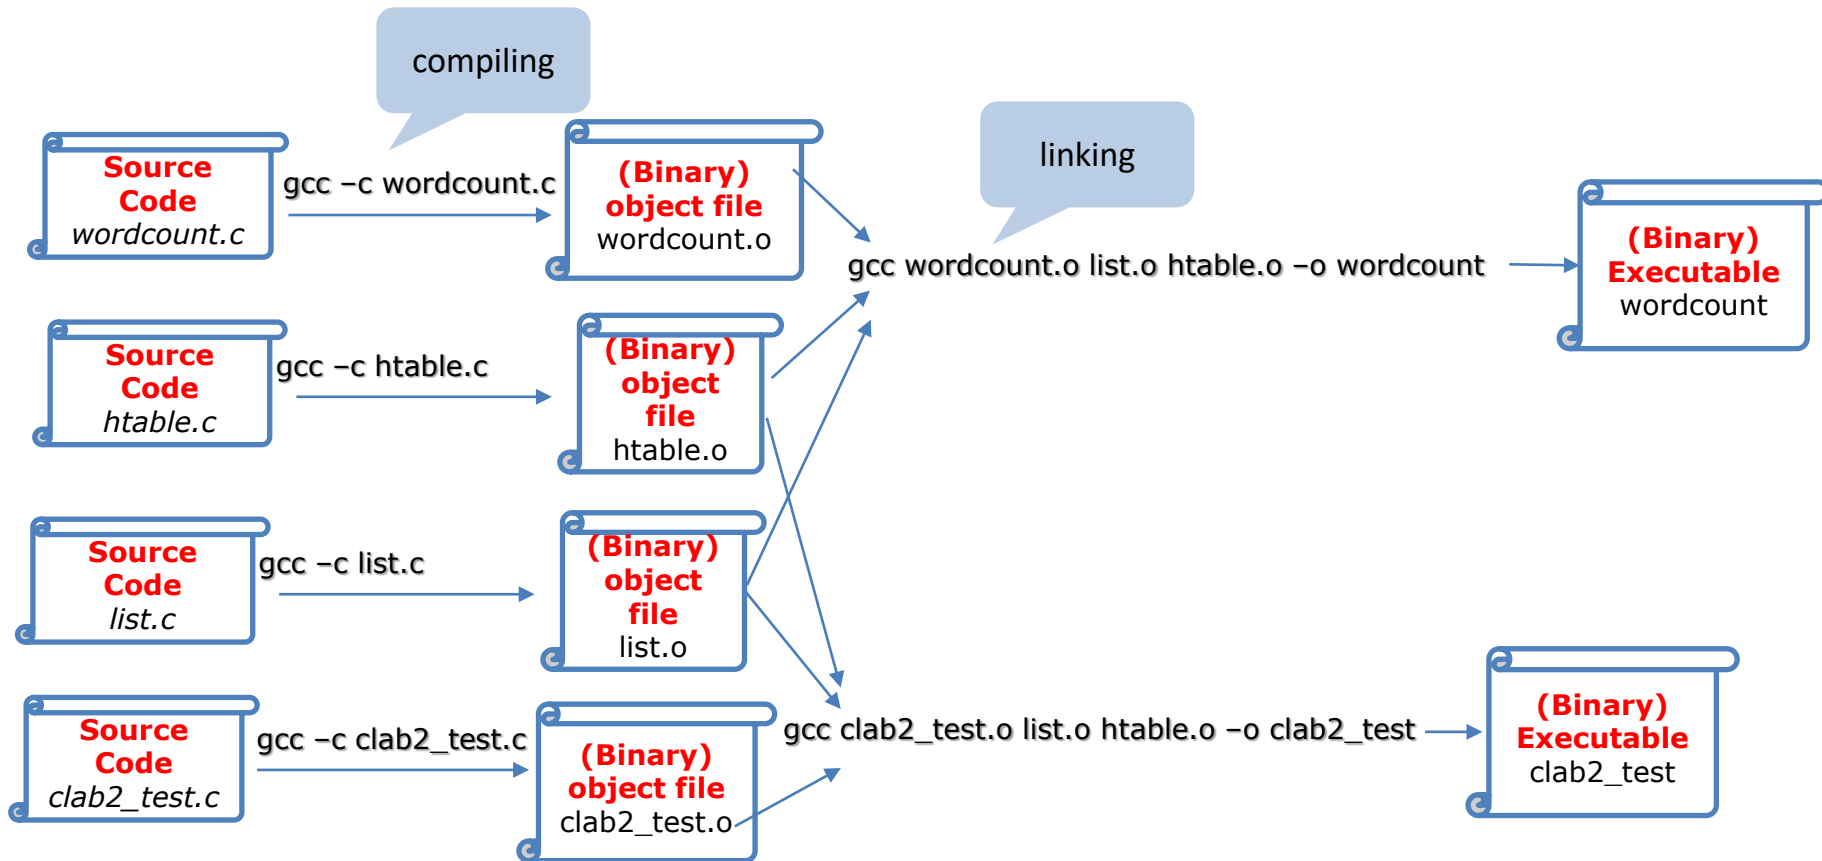 compiling
linking
Source
Code
wordcount.c
gcc –c wordcount.c
(Binary)
object file
wordcount.o
gcc wordcount.o list.o htable.o –o wordcount
(Binary)
Executable
wordcount
Source
Code
htable.c
gcc –c htable.c
(Binary)
object
file
htable.o
Source
Code
list.c
gcc –c list.c
(Binary)
object
file
list.o
Source
Code
clab2_test.c
gcc –c clab2_test.c
(Binary)
object file
clab2_test.o
gcc clab2_test.o list.o htable.o –o clab2_test
(Binary)
Executable
clab2_test